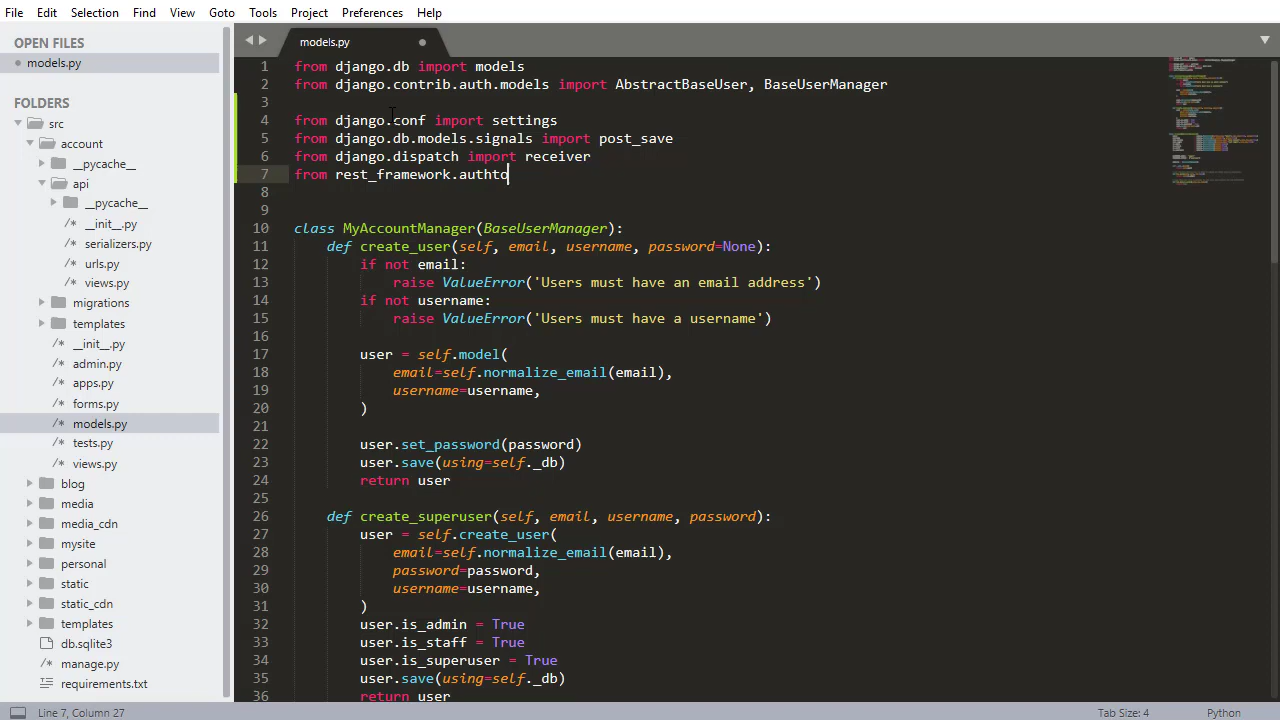 File Edit Selection Find View Goto Tools Project Preferences Help
OPEN FILES
models.py
FOLDERS
src
account
__pycache__
api
__pycache__
__init__.py
serializers.py
urls.py
views.py
migrations
templates
/* __init__.py
/* admin.py
/* apps.py
/* forms.py
/* models.py
/* tests.py
/* views.py
blog
media
media_cdn
mysite
personal
static
static_cdn
templates
db.sqlite3
/* manage.py
requirements.txt
models.py
1 from django.db import models
2 from django.contrib.auth.models import AbstractBaseUser, BaseUserManager
3
4 from django.conf import settings
5 from django.db.models.signals import post_save
6 from django.dispatch import receiver
7 from rest_framework.authto
8
9
10 class MyAccountManager(BaseUserManager):
11 def create_user(self, email, username, password=None):
12 if not email:
13 raise ValueError('Users must have an email address')
14 if not username:
15 raise ValueError('Users must have a username')
16
17 user = self.model(
18 email=self.normalize_email(email),
19 username=username,
20 )
21
22 user.set_password(password)
23 user.save(using=self._db)
24 return user
25
26 def create_superuser(self, email, username, password):
27 user = self.create_user(
28 email=self.normalize_email(email),
29 password=password,
30 username=username,
31 )
32 user.is_admin = True
33 user.is_staff = True
34 user.is_superuser = True
35 user.save(using=self._db)
36 return user
Line 7, Column 27 Tab Size: 4 Python